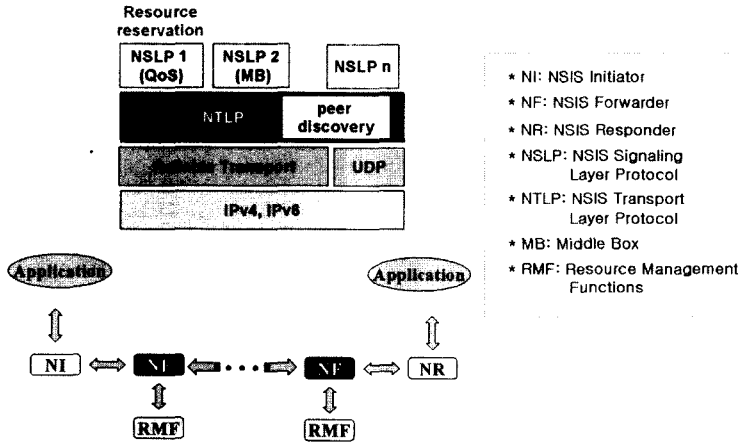 Resource
reservation
NSLP 1
(QoS)
NSLP 2
(MB)
NSLP n
NTLP
peer
discovery
Transport
UDP
IPv4, IPv6
Application
Application
NI
NF
NR
RMF
RMF
* NI: NSIS Initiator
* NF: NSIS Forwarder
* NR: NSIS Responder
* NSLP: NSIS Signaling
Layer Protocol
* NTLP: NSIS Transport
Layer Protocol
* MB: Middle Box
* RMF: Resource Management
Functions